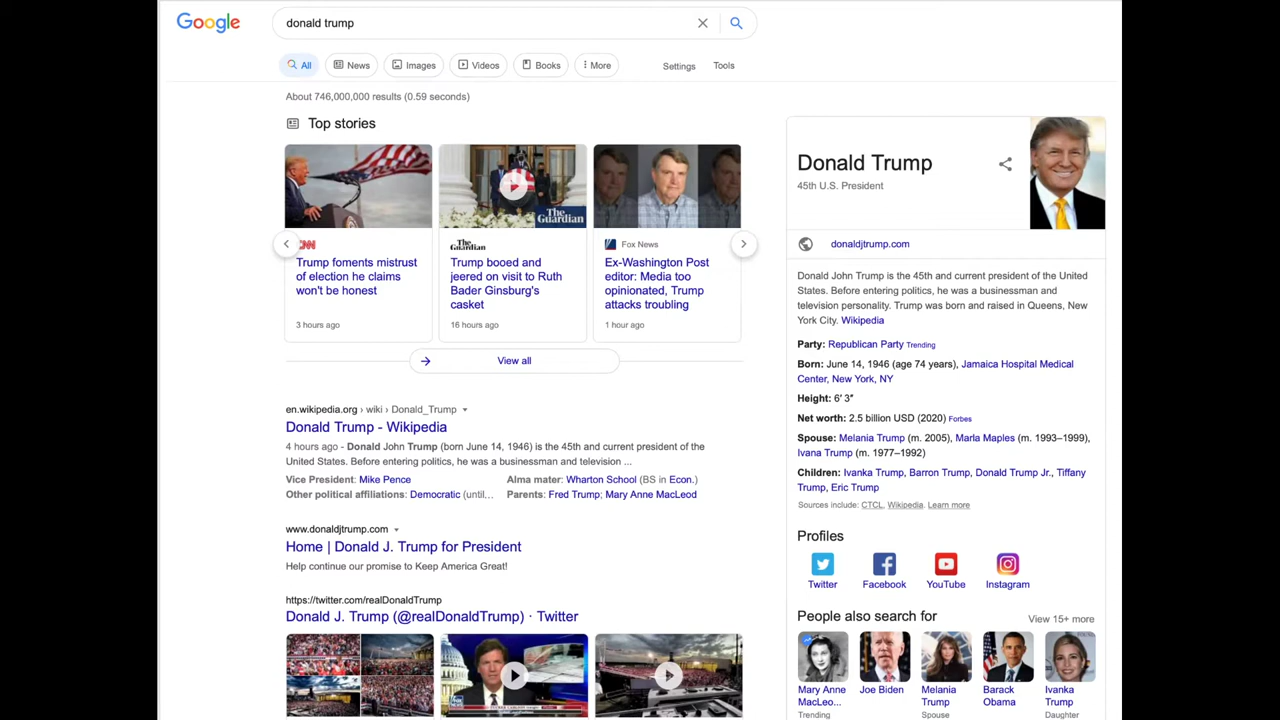 Google
donald trump
All
News
Images
Videos
Books
More
Settings
Tools
About 746,000,000 results (0.59 seconds)
Top stories
The
Guardian
CNN
Trump foments mistrust
of election he claims
won't be honest
3 hours ago
The
Guardian
Trump booed and
jeered on visit to Ruth
Bader Ginsburg's
casket
16 hours ago
Fox News
Ex-Washington Post
editor: Media too
opinionated, Trump
attacks troubling
1 hour ago
View all
en.wikipedia.org › wiki › Donald_Trump
Donald Trump - Wikipedia
4 hours ago - Donald John Trump (born June 14, 1946) is the 45th and current president of the
United States. Before entering politics, he was a businessman and television ...
Vice President: Mike Pence
Alma mater: Wharton School (BS in Econ.)
Other political affiliations: Democratic (until,...
Parents: Fred Trump; Mary Anne MacLeod
www.donaldjtrump.com
Home | Donald J. Trump for President
Help continue our promise to Keep America Great!
https://twitter.com/realDonaldTrump
Donald J. Trump (@realDonaldTrump) · Twitter
Donald Trump
45th U.S. President
donaldjtrump.com
Donald John Trump is the 45th and current president of the United
States. Before entering politics, he was a businessman and
television personality. Trump was born and raised in Queens, New
York City. Wikipedia
Party: Republican Party Trending
Born: June 14, 1946 (age 74 years), Jamaica Hospital Medical
Center, New York, NY
Height: 6′ 3″
Net worth: 2.5 billion USD (2020) Forbes
Spouse: Melania Trump (m. 2005), Marla Maples (m. 1993–1999),
Ivana Trump (m. 1977–1992)
Children: Ivanka Trump, Barron Trump, Donald Trump Jr., Tiffany
Trump, Eric Trump
Sources include: CTCL, Wikipedia. Learn more
Profiles
Twitter
Facebook
YouTube
Instagram
People also search for
View 15+ more
Mary Anne
MacLeo...
Trending
Joe Biden
Melania
Trump
Spouse
Barack
Obama
Ivanka
Trump
Daughter